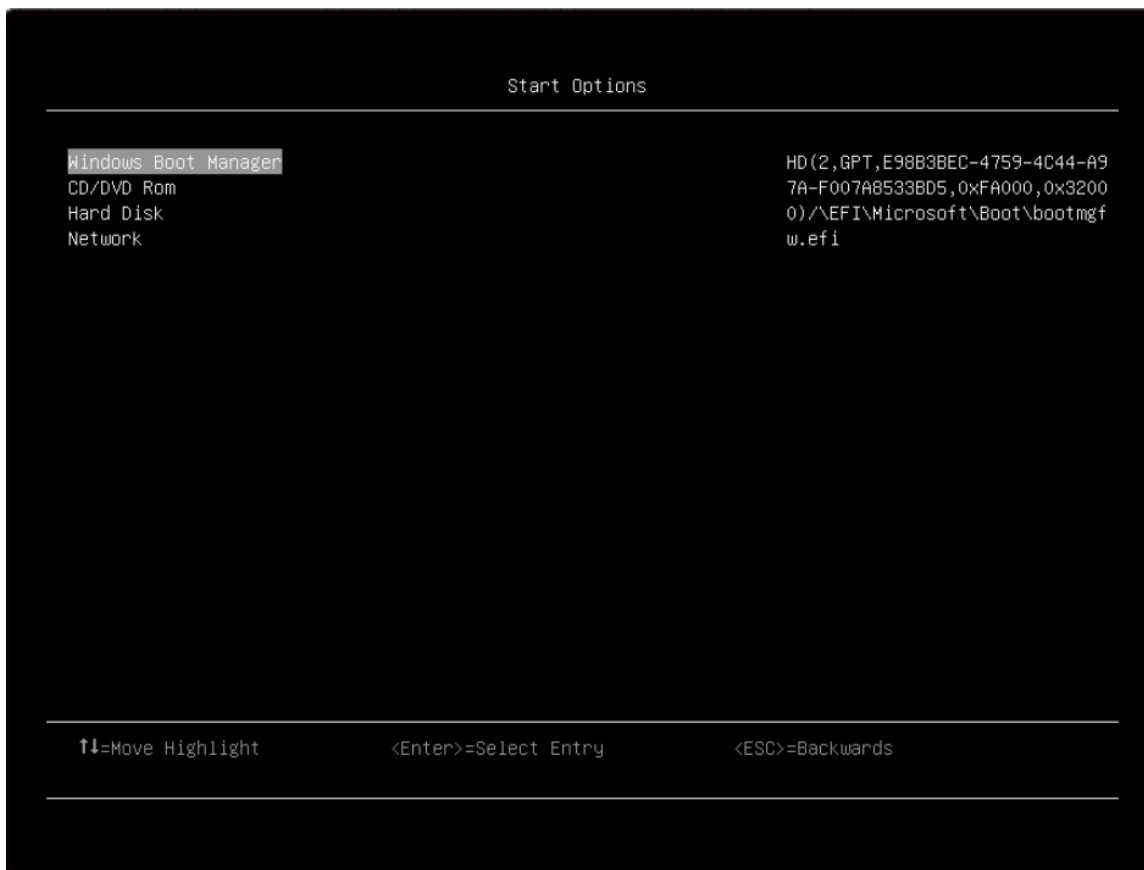 Start Options
Windows Boot Manager
CD/DVD Rom
Hard Disk
Network
HD(2,GPT,E98B3BEC-4759-4C44-A9
7A-F007A8533BD5,0xFA000,0x3200
0)/\EFI\Microsoft\Boot\bootmgf
w.efi
↑↓=Move Highlight
<Enter>=Select Entry
<ESC>=Backwards